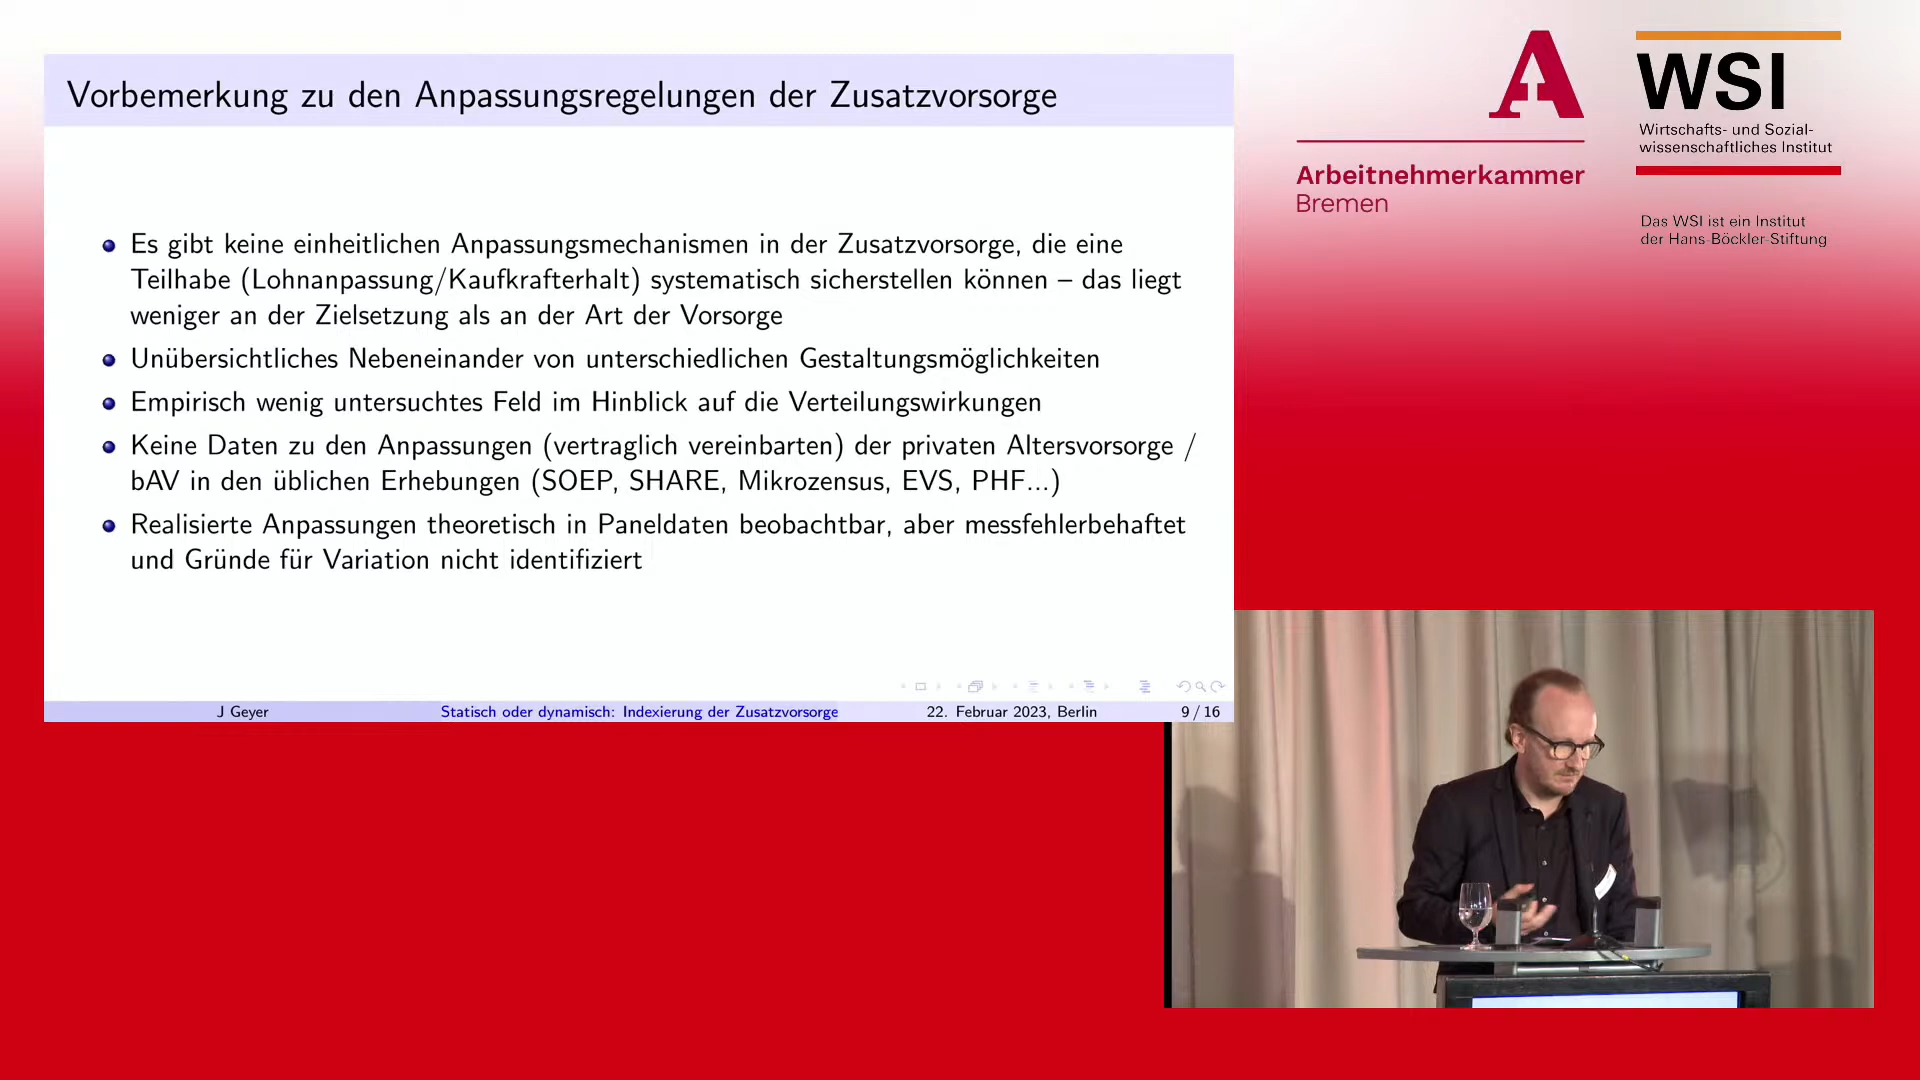 Vorbemerkung zu den Anpassungsregelungen der Zusatzvorsorge
Es gibt keine einheitlichen Anpassungsmechanismen in der Zusatzvorsorge, die eine
Teilhabe (Lohnanpassung/Kaufkrafterhalt) systematisch sicherstellen können – das liegt
weniger an der Zielsetzung als an der Art der Vorsorge
Unübersichtliches Nebeneinander von unterschiedlichen Gestaltungsmöglichkeiten
Empirisch wenig untersuchtes Feld im Hinblick auf die Verteilungswirkungen
Keine Daten zu den Anpassungen (vertraglich vereinbarten) der privaten Altersvorsorge /
bAV in den üblichen Erhebungen (SOEP, SHARE, Mikrozensus, EVS, PHF...)
Realisierte Anpassungen theoretisch in Paneldaten beobachtbar, aber messfehlerbehaftet
und Gründe für Variation nicht identifiziert
J Geyer
Statisch oder dynamisch: Indexierung der Zusatzvorsorge
22. Februar 2023, Berlin
9 / 16
A
Arbeitnehmerkammer
Bremen
WSI
Wirtschafts- und Sozial-
wissenschaftliches Institut
Das WSI ist ein Institut
der Hans-Böckler-Stiftung